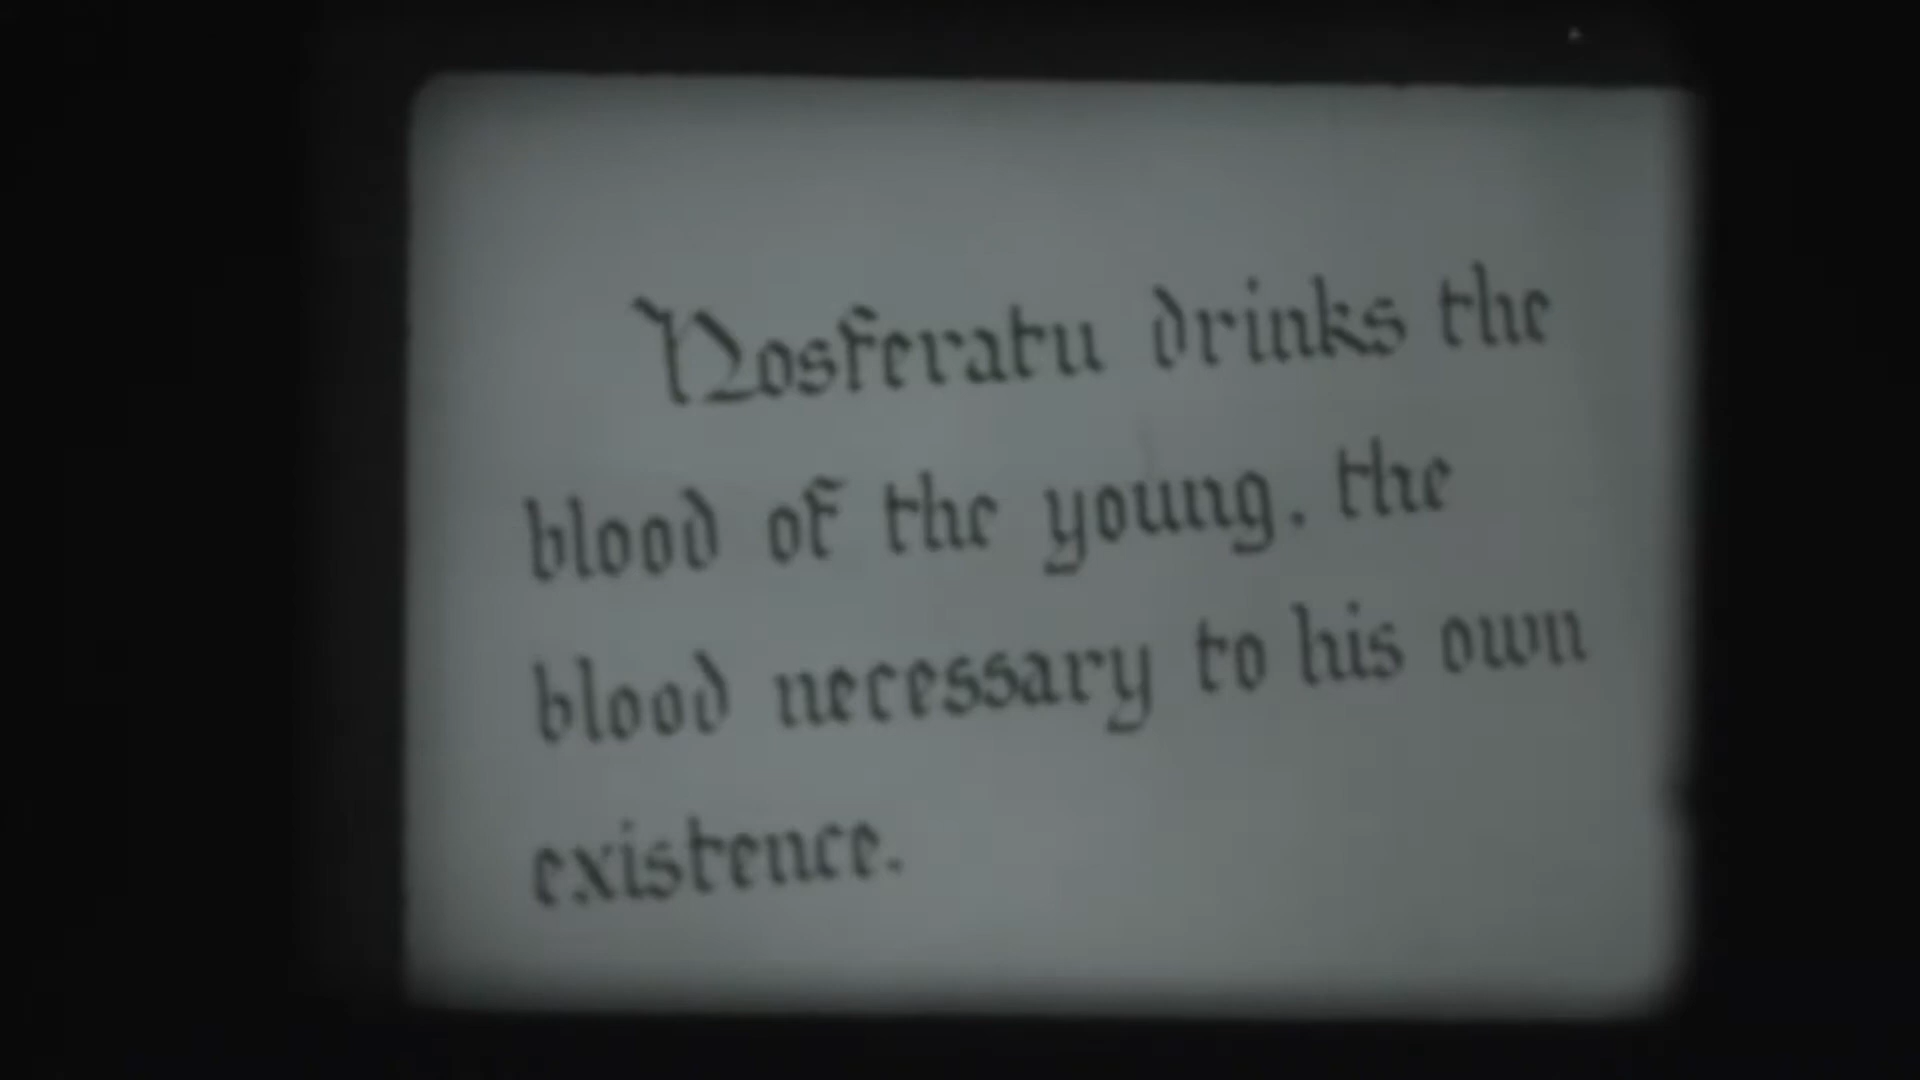 Nosferatu drinks the
blood of the young, the
blood necessary to his own
existence.